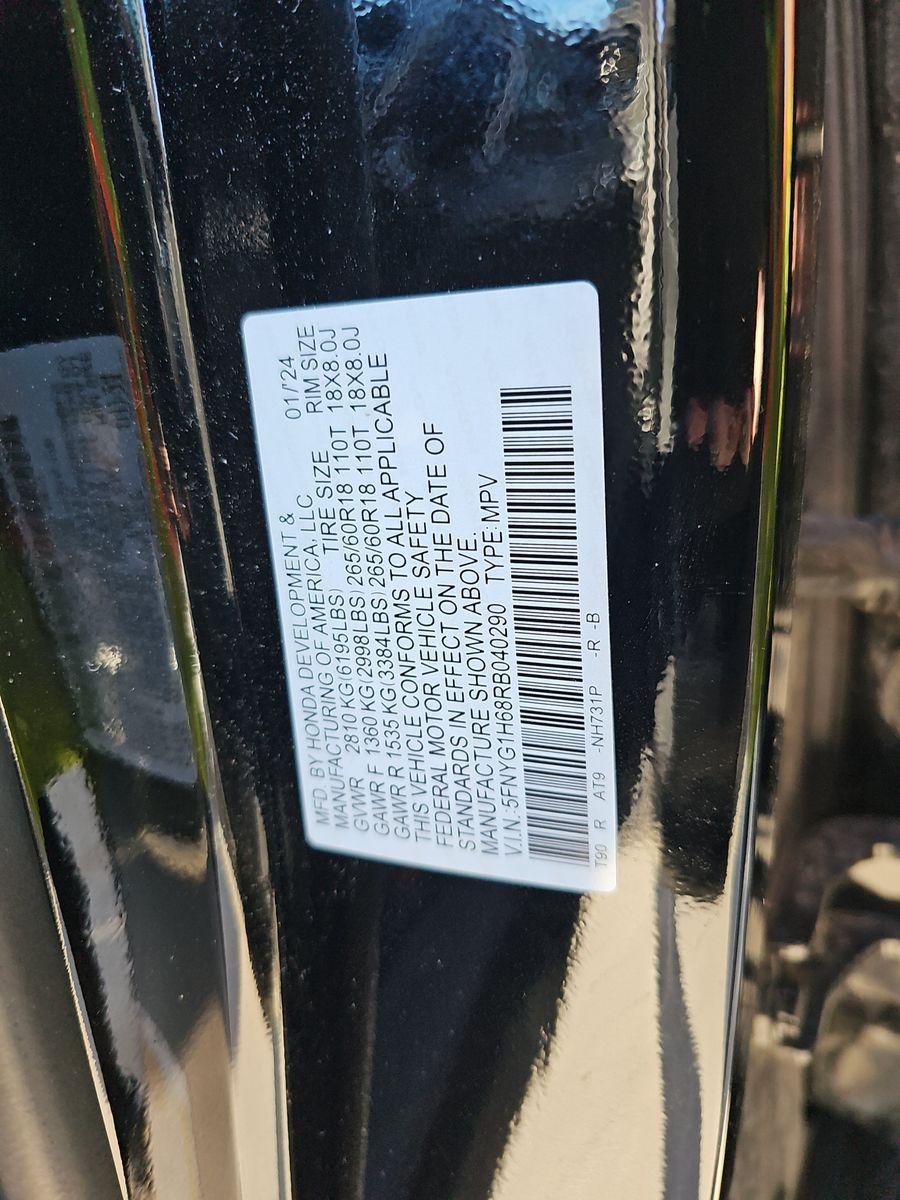 MFD. BY HONDA DEVELOPMENT &
MANUFACTURING OF AMERICA, LLC 01/'24
GVWR 2810 KG(6195LBS) TIRE SIZE RIM SIZE
GAWR F 1360 KG(2998LBS) 265/60R18 110T 18X8.0J
GAWR R 1535 KG(3384LBS) 265/60R18 110T 18X8.0J
THIS VEHICLE CONFORMS TO ALL APPLICABLE
FEDERAL MOTOR VEHICLE SAFETY
STANDARDS IN EFFECT ON THE DATE OF
MANUFACTURE SHOWN ABOVE.
V.I.N.:5FNYG1H68RB040290 TYPE:MPV
T90 R AT9 -NH731P -R -B